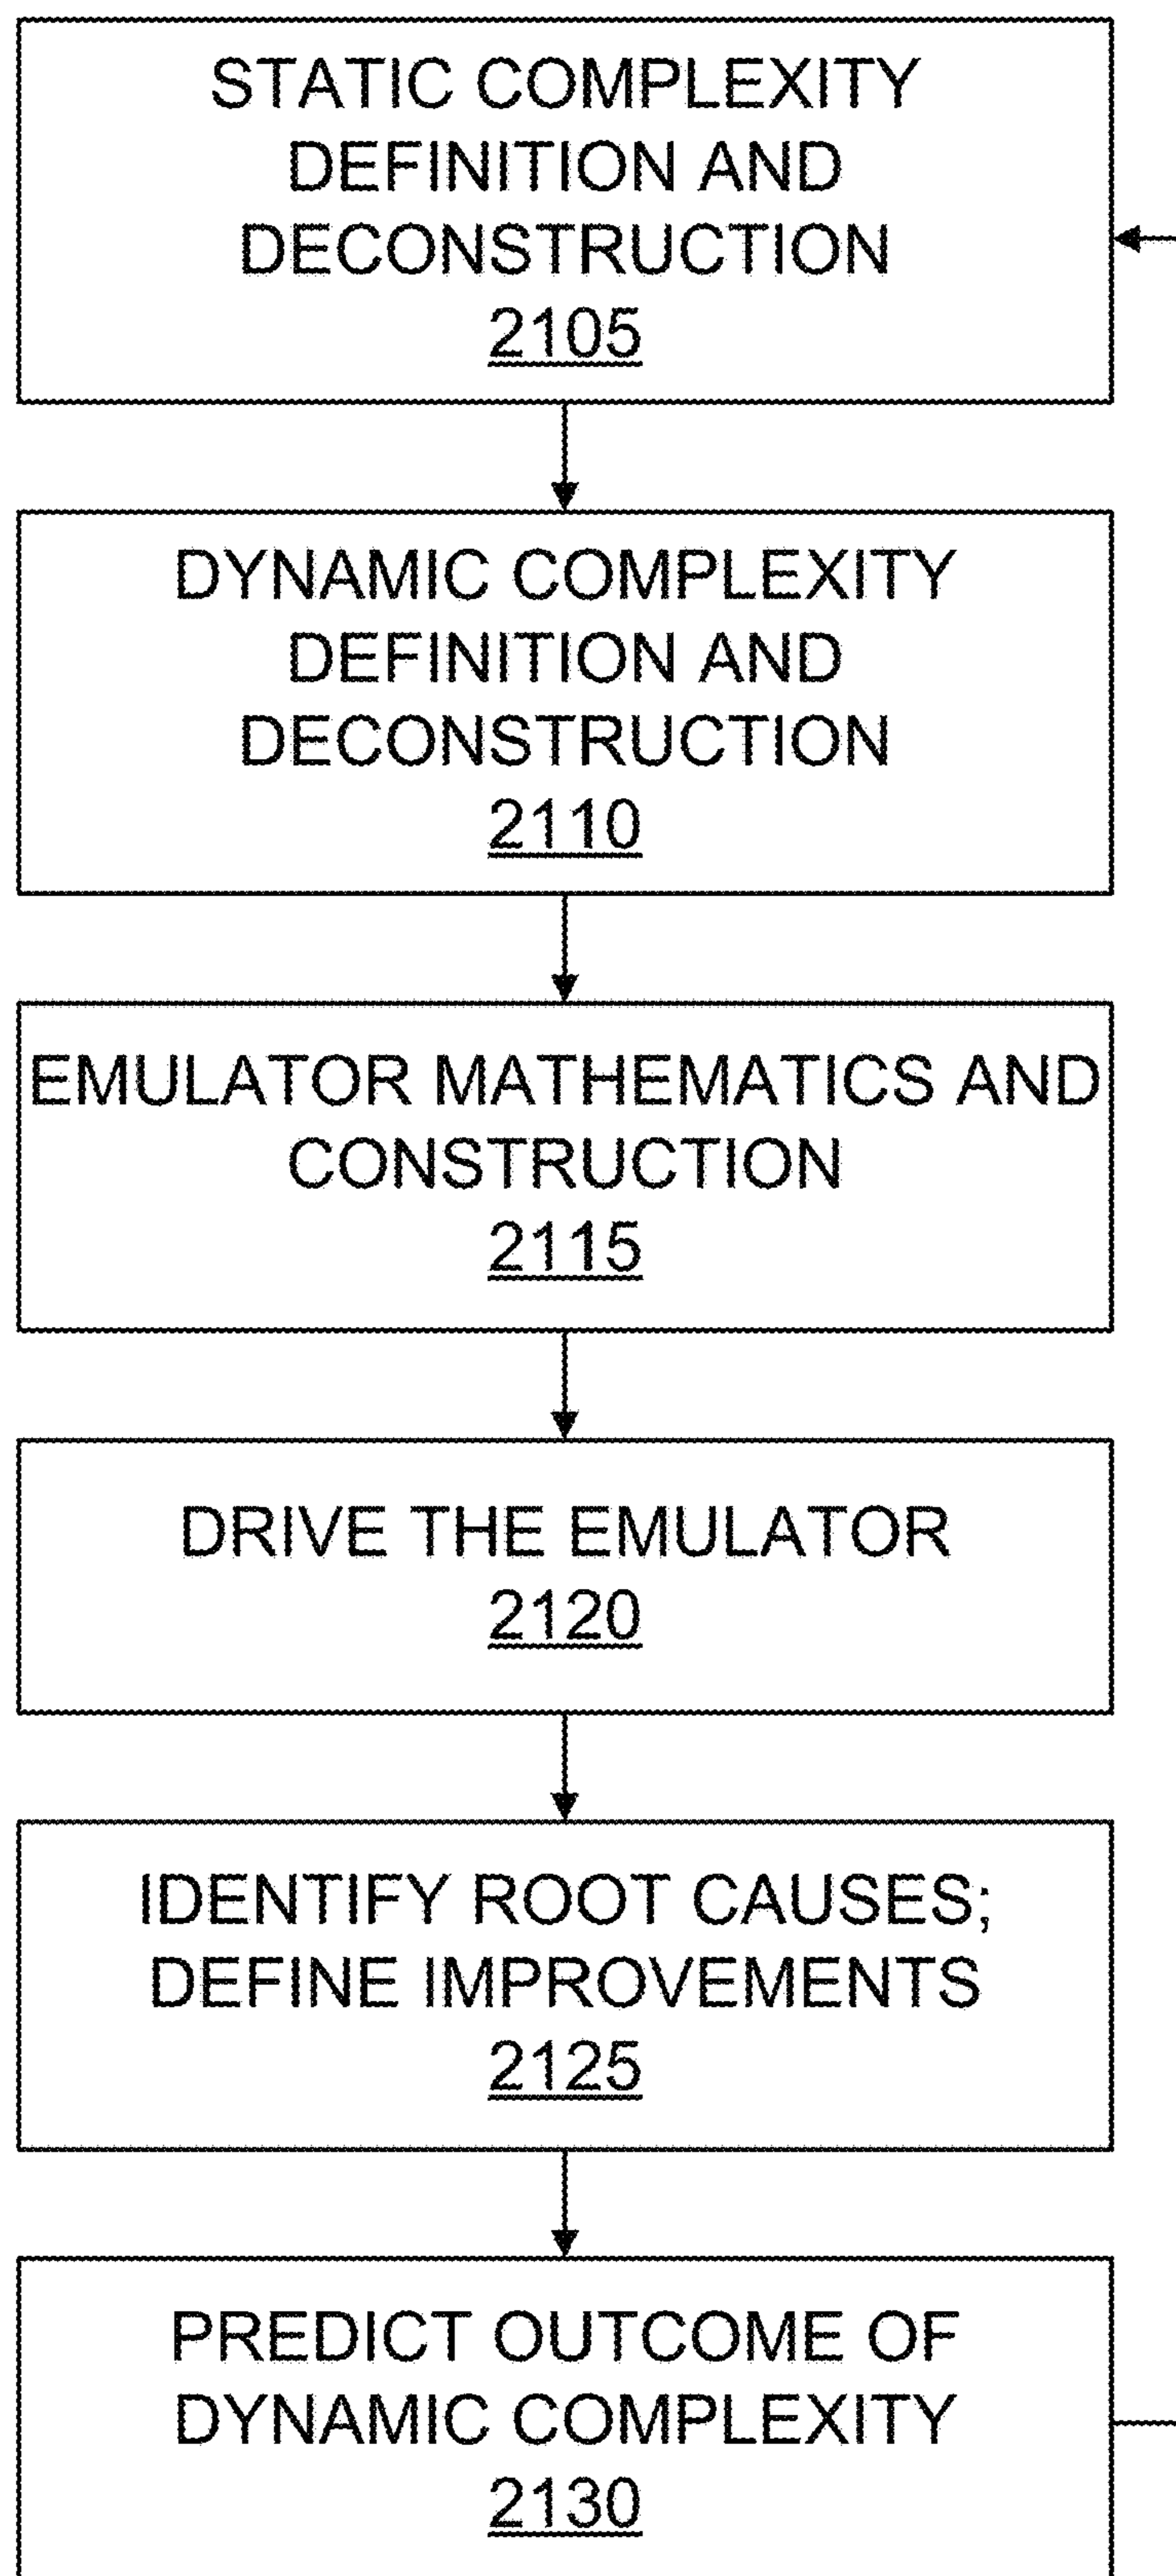 STATIC COMPLEXITY
DEFINITION AND
DECONSTRUCTION
2105
DYNAMIC COMPLEXITY
DEFINITION AND
DECONSTRUCTION
2110
EMULATOR MATHEMATICS AND
CONSTRUCTION
2115
DRIVE THE EMULATOR
2120
IDENTIFY ROOT CAUSES;
DEFINE IMPROVEMENTS
2125
PREDICT OUTCOME OF
DYNAMIC COMPLEXITY
2130